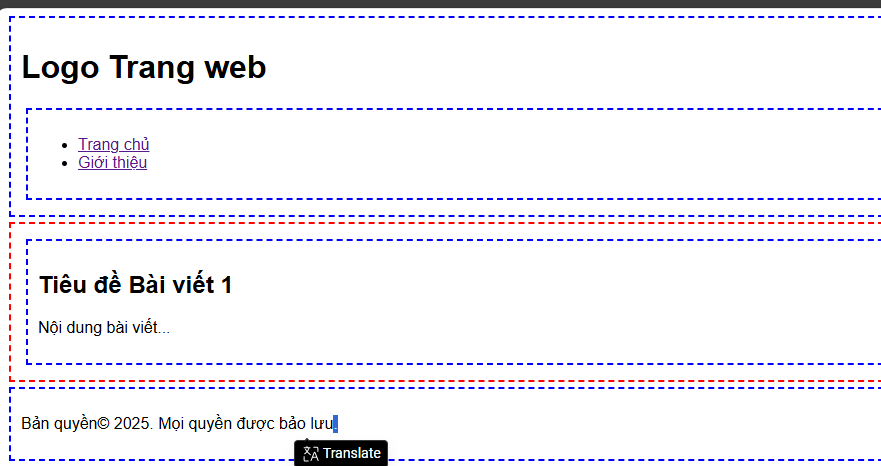 Logo Trang web
Trang chủ
Giới thiệu
Tiêu đề Bài viết 1
Nội dung bài viết...
Bản quyền© 2025. Mọi quyền được bảo lưu.
Translate